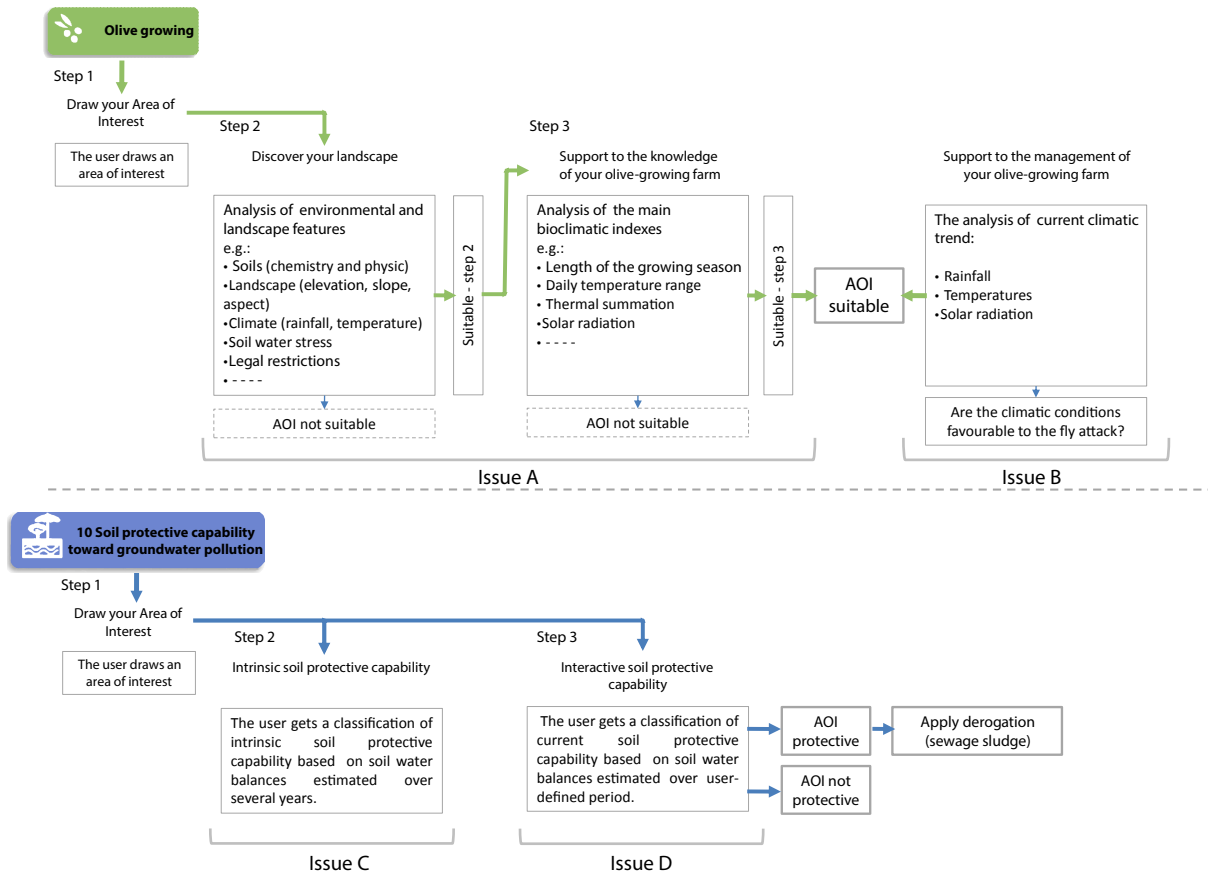 Olive growing
Step 1
Draw your Area of
Interest
The user draws an
area of interest
Step 2
Discover your landscape
Analysis of environmental and
landscape features
e.g.:
• Soils (chemistry and physic)
•Landscape (elevation, slope,
aspect)
•Climate (rainfall, temperature)
•Soil water stress
•Legal restrictions
• - - - -
AOI not suitable
Suitable - step 2
Step 3
Support to the knowledge
of your olive-growing farm
Analysis of the main
bioclimatic indexes
e.g.:
• Length of the growing season
• Daily temperature range
• Thermal summation
•Solar radiation
• - - - -
AOI not suitable
Suitable - step 3
AOI
suitable
Support to the management of
your olive-growing farm
The analysis of current climatic
trend:
• Rainfall
• Temperatures
•Solar radiation
Are the climatic conditions
favourable to the fly attack?
Issue A
Issue B
10 Soil protective capability
toward groundwater pollution
Step 1
Draw your Area of
Interest
The user draws an
area of interest
Step 2
Intrinsic soil protective capability
The user gets a classification of
intrinsic soil protective
capability based on soil water
balances estimated over
several years.
Step 3
Interactive soil protective
capability
The user gets a classification of
current soil protective
capability based on soil water
balances estimated over user-
defined period.
AOI
protective
Apply derogation
(sewage sludge)
AOI not
protective
Issue C
Issue D